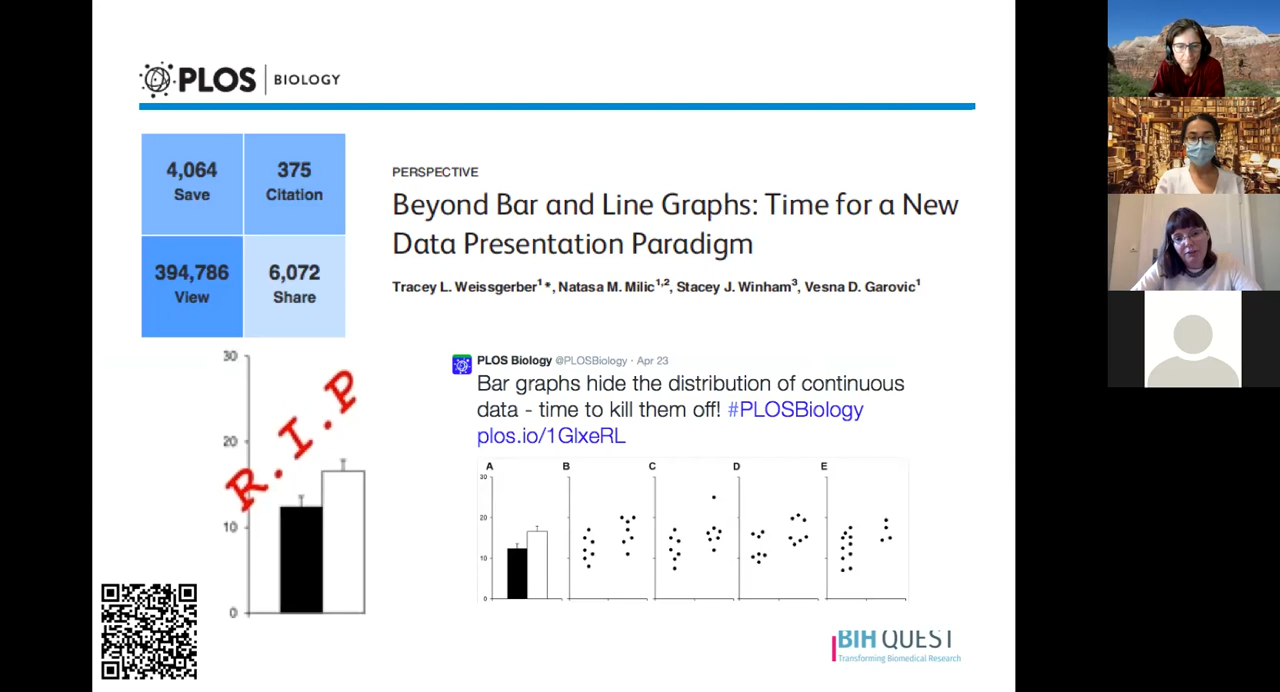 PLOS BIOLOGY
4,064
Save
375
Citation
394,786
View
6,072
Share
PERSPECTIVE
Beyond Bar and Line Graphs: Time for a New
Data Presentation Paradigm
Tracey L. Weissgerber1*, Natasa M. Milic1,2, Stacey J. Winham3, Vesna D. Garovic1
30
20
10
0
R.I.P
PLOS Biology @PLOSBiology · Apr 23
Bar graphs hide the distribution of continuous
data - time to kill them off! #PLOSBiology
plos.io/1GlxeRL
A B C D E
30
20
10
0
BIH QUEST
Transforming Biomedical Research